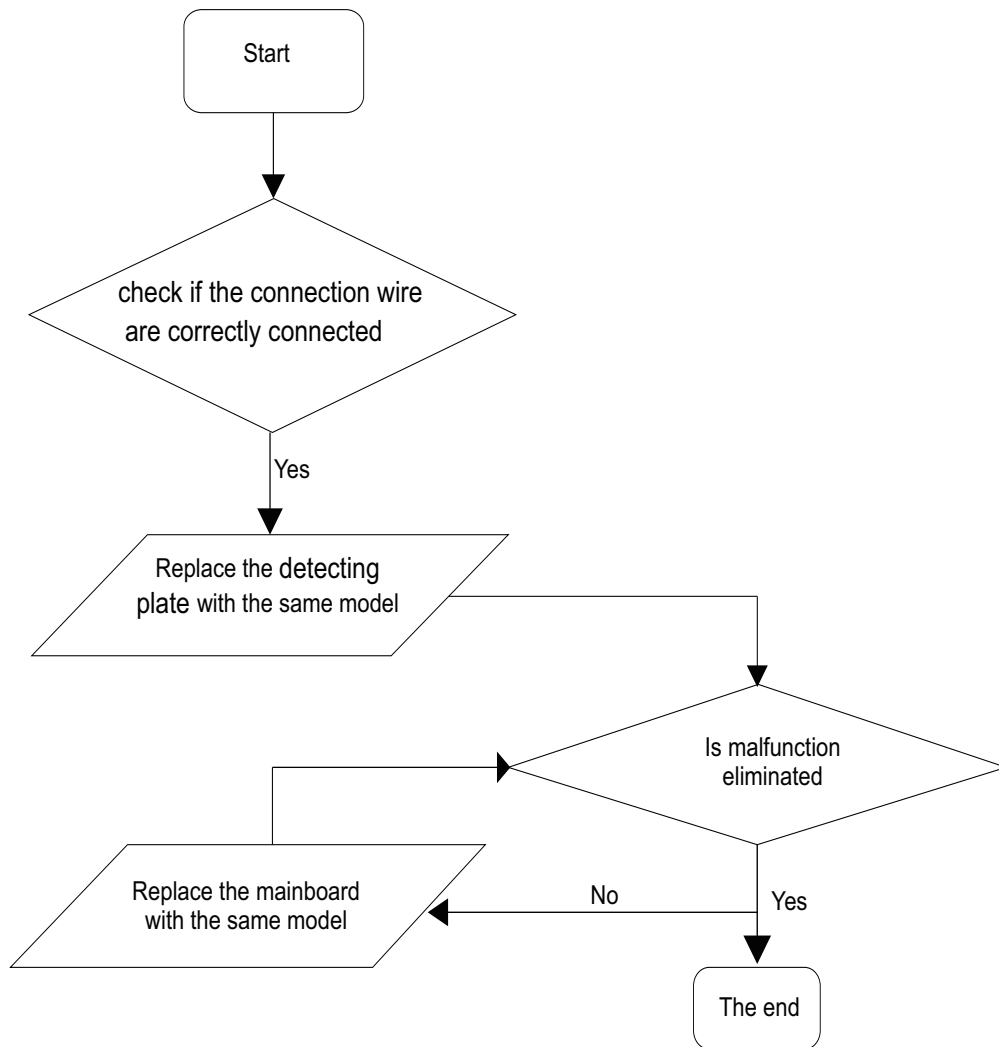 Start
check if the connection wire
are correctly connected
Yes
Replace the detecting
plate with the same model
Is malfunction
eliminated
Replace the mainboard
with the same model
No
Yes
The end